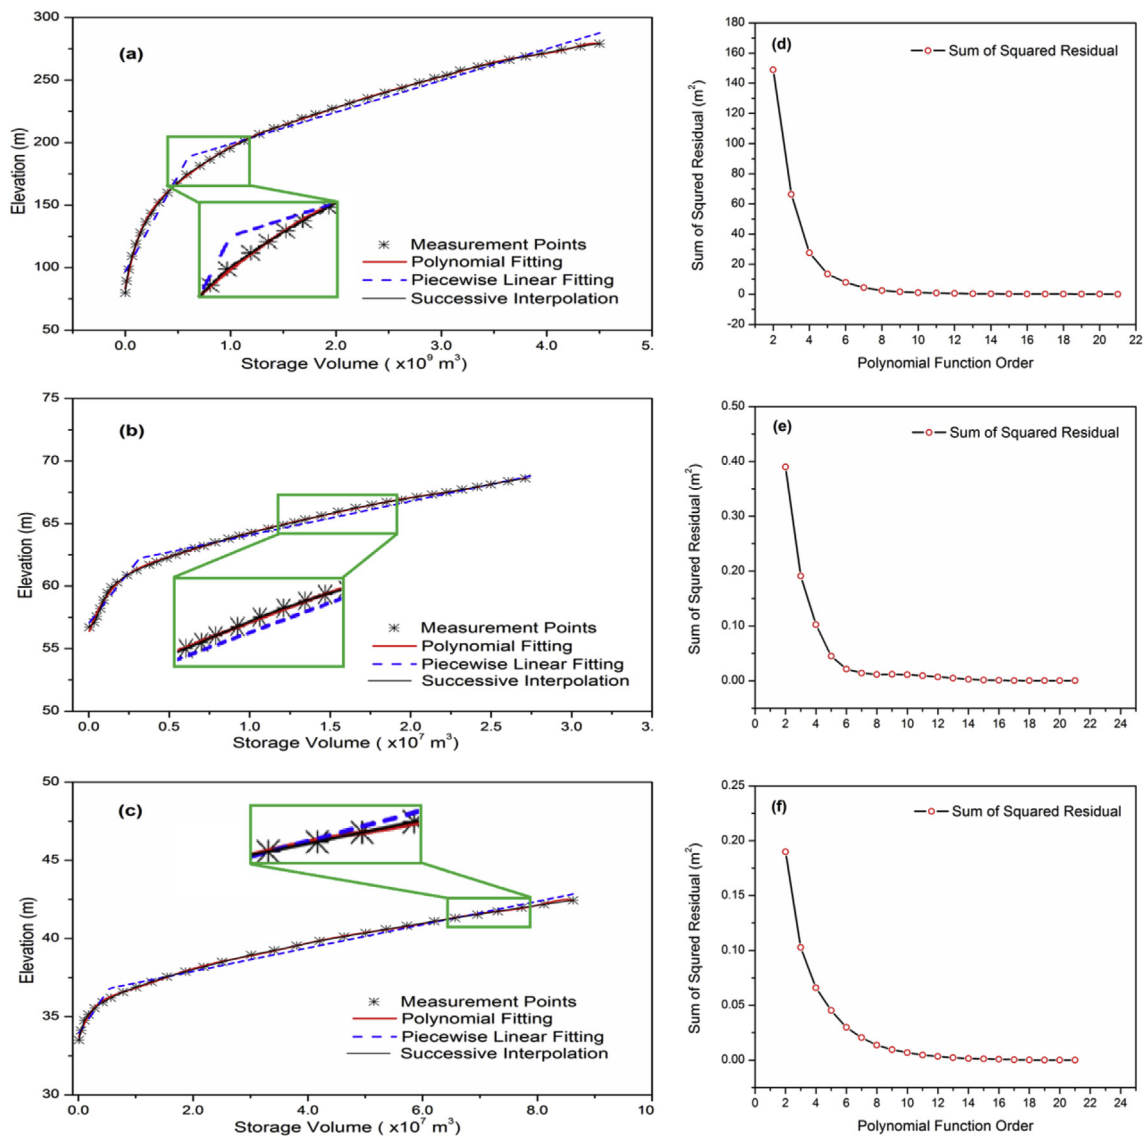 300
250
200
150
100
50
Elevation (m)
(a)
Measurement Points
Polynomial Fitting
Piecewise Linear Fitting
Successive Interpolation
0.0 1.0 2.0 3.0 4.0 5.
Storage Volume ( x10⁹ m³)
180
160
140
120
100
80
60
40
20
0
-20
Sum of Squred Residual (m²)
(d)
Sum of Squared Residual
2 4 6 8 10 12 14 16 18 20 22
Polynomial Function Order
75
70
65
60
55
50
Elevation (m)
(b)
Measurement Points
Polynomial Fitting
Piecewise Linear Fitting
Successive Interpolation
0.0 0.5 1.0 1.5 2.0 2.5 3.0 3.
Storage Volume ( x10⁷ m³)
0.50
0.40
0.30
0.20
0.10
0.00
Sum of Squred Residual (m²)
(e)
Sum of Squared Residual
0 2 4 6 8 10 12 14 16 18 20 22 24
Polynomial Function Order
50
45
40
35
30
Elevation (m)
(c)
Measurement Points
Polynomial Fitting
Piecewise Linear Fitting
Successive Interpolation
0.0 2.0 4.0 6.0 8.0 10
Storage Volume ( x10⁷ m³)
0.25
0.20
0.15
0.10
0.05
0.00
Sum of Squred Residual (m²)
(f)
Sum of Squared Residual
0 2 4 6 8 10 12 14 16 18 20 22 24
Polynomial Function Order